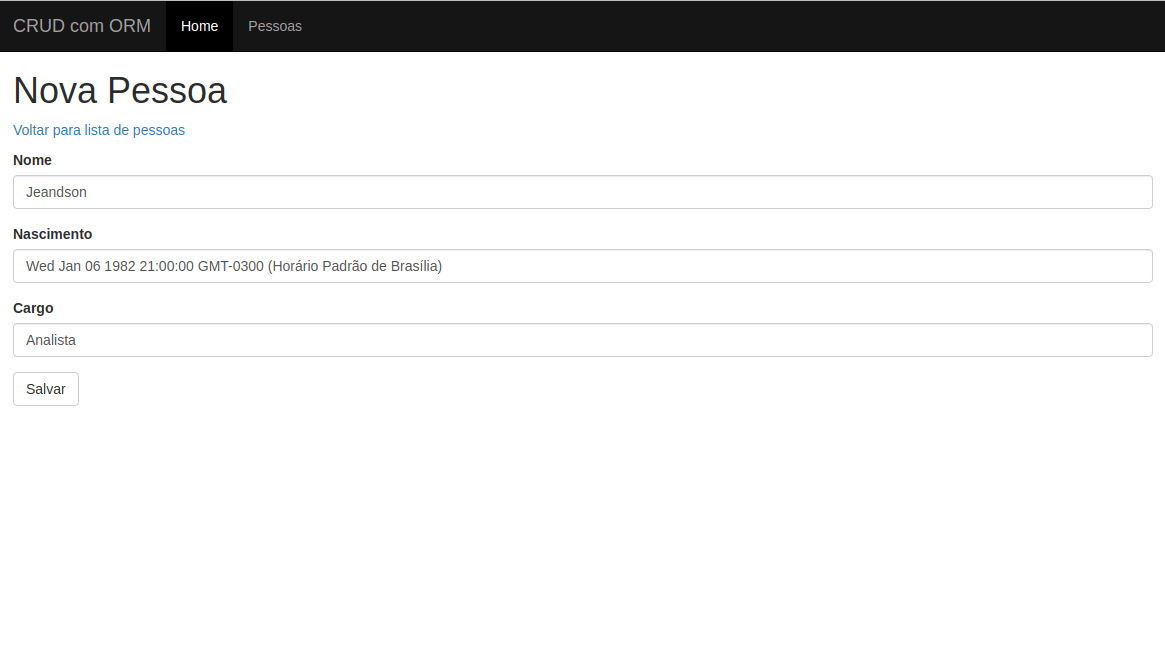 CRUD com ORM Home Pessoas
Nova Pessoa
Voltar para lista de pessoas
Nome
Jeandson
Nascimento
Wed Jan 06 1982 21:00:00 GMT-0300 (Horário Padrão de Brasília)
Cargo
Analista
Salvar